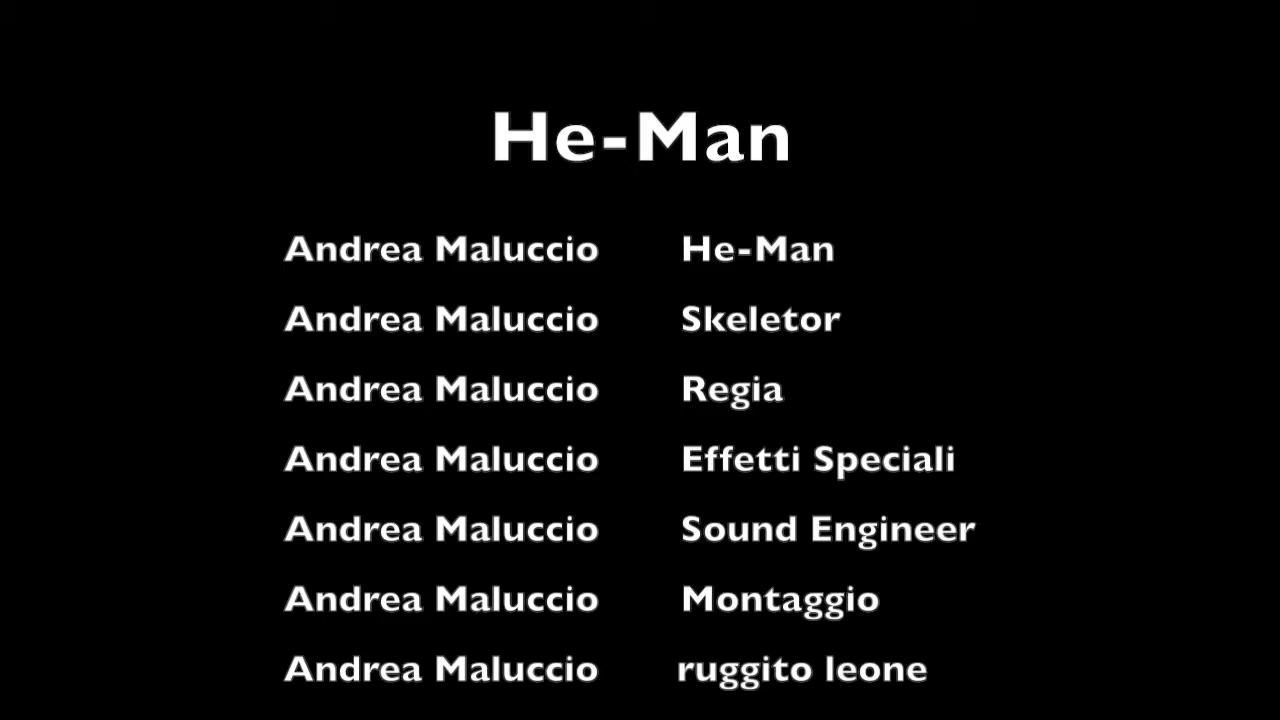 He-Man
Andrea Maluccio He-Man
Andrea Maluccio Skeletor
Andrea Maluccio Regia
Andrea Maluccio Effetti Speciali
Andrea Maluccio Sound Engineer
Andrea Maluccio Montaggio
Andrea Maluccio ruggito leone